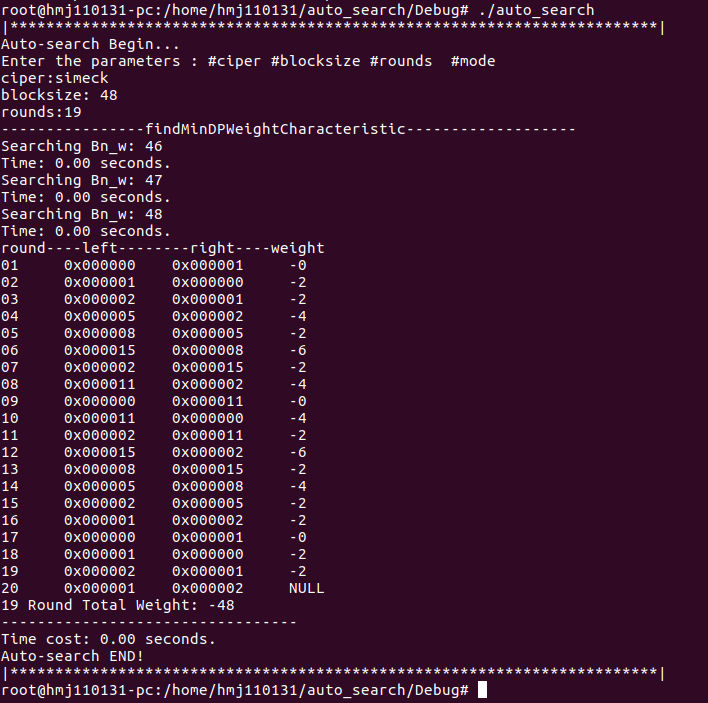 root@hmj110131-pc:/home/hmj110131/auto_search/Debug# ./auto_search
|************************************************************************|
Auto-search Begin...
Enter the parameters : #ciper #blocksize #rounds  #mode
ciper:simeck
blocksize: 48
rounds:19
----------------findMinDPWeightCharacteristic-------------------
Searching Bn_w: 46
Time: 0.00 seconds.
Searching Bn_w: 47
Time: 0.00 seconds.
Searching Bn_w: 48
Time: 0.00 seconds.
round----left--------right----weight
01     0x000000    0x000001     -0
02     0x000001    0x000000     -2
03     0x000002    0x000001     -2
04     0x000005    0x000002     -4
05     0x000008    0x000005     -2
06     0x000015    0x000008     -6
07     0x000002    0x000015     -2
08     0x000011    0x000002     -4
09     0x000000    0x000011     -0
10     0x000011    0x000000     -4
11     0x000002    0x000011     -2
12     0x000015    0x000002     -6
13     0x000008    0x000015     -2
14     0x000005    0x000008     -4
15     0x000002    0x000005     -2
16     0x000001    0x000002     -2
17     0x000000    0x000001     -0
18     0x000001    0x000000     -2
19     0x000002    0x000001     -2
20     0x000001    0x000002     NULL
19 Round Total Weight: -48
---------------------------------
Time cost: 0.00 seconds.
Auto-search END!
|************************************************************************|
root@hmj110131-pc:/home/hmj110131/auto_search/Debug#